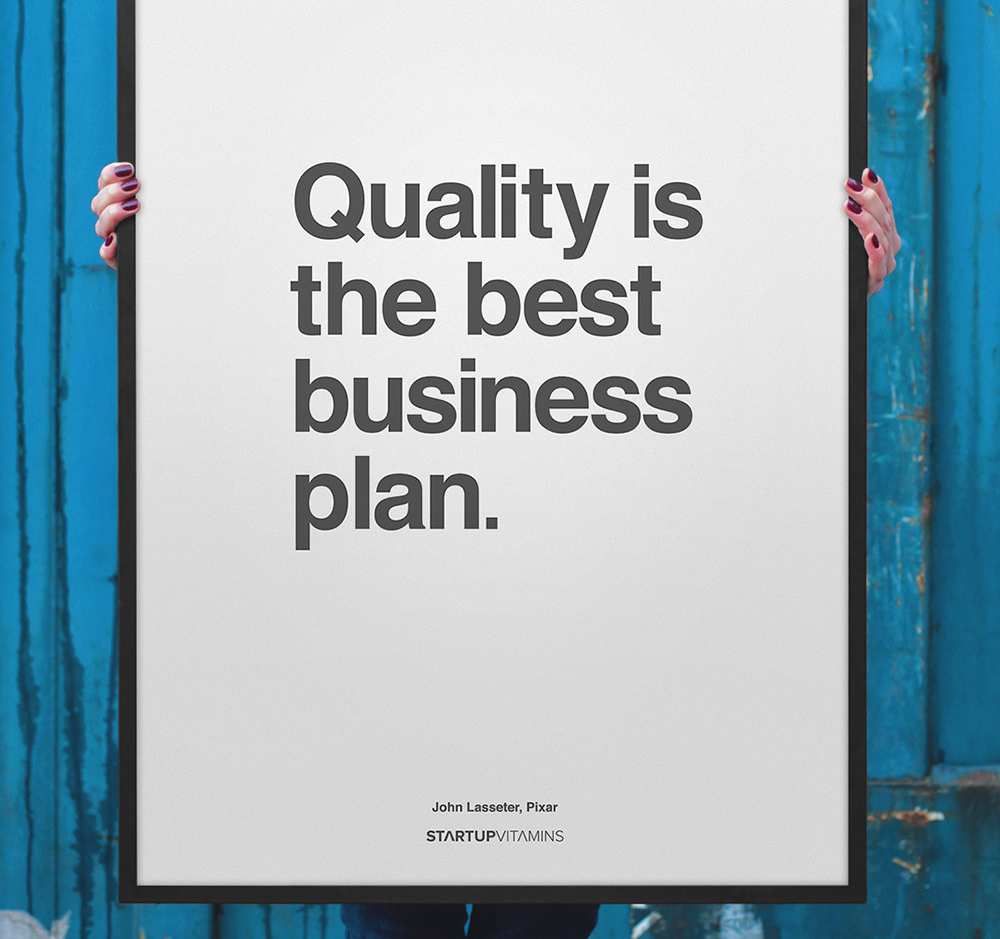 Quality is
the best
business
plan.
John Lasseter, Pixar
STARTUPVITAMINS